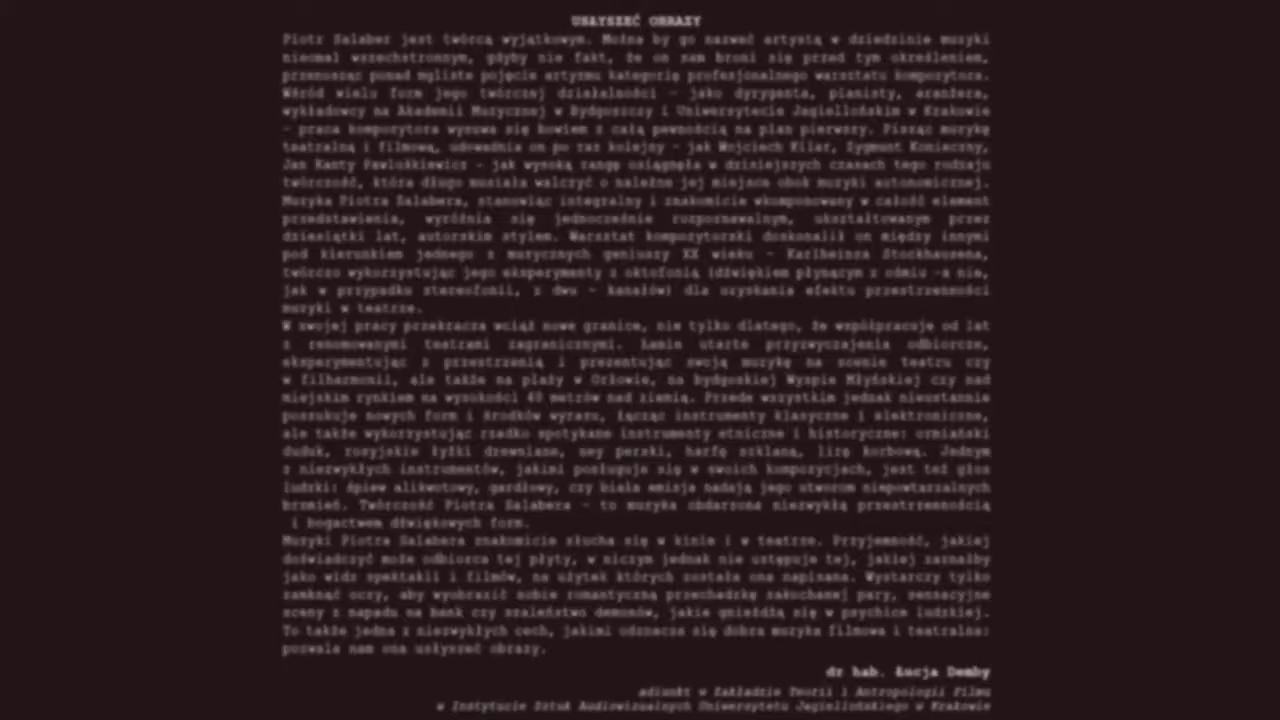 USŁYSZEĆ OBRAZY
Piotr Salaber jest twórcą wyjątkowym. Można by go nazwać artystą w dziedzinie muzyki
niemal wszechstronnym, gdyby nie fakt, że on sam broni się przed tym określeniem,
przenosząc ponad mgliste pojęcie artyzmu kategorię profesjonalnego warsztatu kompozytora.
Wśród wielu form jego twórczej działalności - jako dyrygenta, pianisty, aranżera,
wykładowcy na Akademii Muzycznej w Bydgoszczy i Uniwersytecie Jagiellońskim w Krakowie
- praca kompozytora wysuwa się bowiem z całą pewnością na plan pierwszy. Pisząc muzykę
teatralną i filmową, udowadnia on po raz kolejny - jak Wojciech Kilar, Zygmunt Konieczny,
Jan Kanty Pawluśkiewicz - jak wysoką rangę osiągnęła w dzisiejszych czasach tego rodzaju
twórczość, która długo musiała walczyć o należne jej miejsce obok muzyki autonomicznej.
Muzyka Piotra Salabera, stanowiąc integralny i znakomicie wkomponowany w całość element
przedstawienia, wyróżnia się jednocześnie rozpoznawalnym, ukształtowanym przez
dziesiątki lat, autorskim stylem. Warsztat kompozytorski doskonalił on między innymi
pod kierunkiem jednego z muzycznych geniuszy XX wieku - Karlheinza Stockhausena,
twórczo wykorzystując jego eksperymenty z oktofonią (dźwiękiem płynącym z ośmiu -a nie,
jak w przypadku stereofonii, z dwu - kanałów) dla uzyskania efektu przestrzenności
muzyki w teatrze.
W swojej pracy przekracza wciąż nowe granice, nie tylko dlatego, że współpracuje od lat
z renomowanymi teatrami zagranicznymi. Łamie utarte przyzwyczajenia odbiorcze,
eksperymentując z przestrzenią i prezentując swoją muzykę na scenie teatru czy
w filharmonii, ale także na plaży w Orłowie, na bydgoskiej Wyspie Młyńskiej czy nad
miejskim rynkiem na wysokości 40 metrów nad ziemią. Przede wszystkim jednak nieustannie
poszukuje nowych form i środków wyrazu, łącząc instrumenty klasyczne i elektroniczne,
ale także wykorzystując rzadko spotykane instrumenty etniczne i historyczne: ormiański
duduk, rosyjskie łyżki drewniane, ney perski, harfę szklaną, lirę korbową. Jednym
z niezwykłych instrumentów, jakimi posługuje się w swoich kompozycjach, jest też głos
ludzki: śpiew alikwotowy, gardłowy, czy biała emisja nadają jego utworom niepowtarzalnych
brzmień. Twórczość Piotra Salabera - to muzyka obdarzona niezwykłą przestrzennością
i bogactwem dźwiękowych form.
Muzyki Piotra Salabera znakomicie słucha się w kinie i w teatrze. Przyjemność, jakiej
doświadczyć może odbiorca tej płyty, w niczym jednak nie ustępuje tej, jakiej zaznałby
jako widz spektakli i filmów, na użytek których została ona napisana. Wystarczy tylko
zamknąć oczy, aby wyobrazić sobie romantyczną przechadzkę zakochanej pary, sensacyjne
sceny z napadu na bank czy szaleństwo demonów, jakie gnieżdżą się w psychice ludzkiej.
To także jedna z niezwykłych cech, jakimi odznacza się dobra muzyka filmowa i teatralna:
pozwala nam ona usłyszeć obrazy.
dr hab. Łucja Demby
adiunkt w Zakładzie Teorii i Antropologii Filmu
w Instytucie Sztuk Audiowizualnych Uniwersytetu Jagiellońskiego w Krakowie